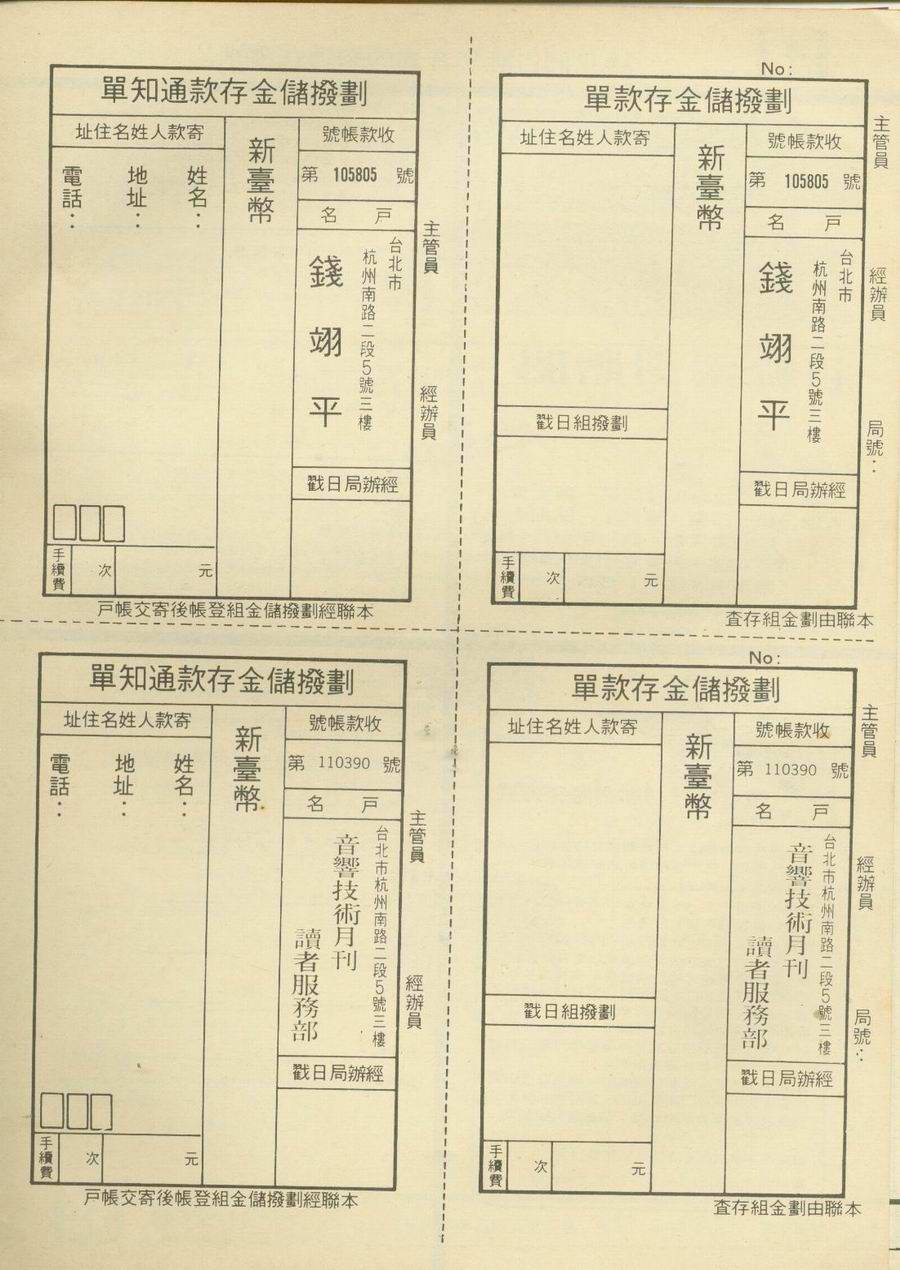 劃撥儲金存款通知單
收款帳號
第 105805 號
戶名
台北市
杭州南路二段5號三樓
錢翊平
經辦局日戳
新臺幣
寄款人姓名住址
姓名：
地址：
電話：
手續費
次
元
主管員
經辦員
本聯經劃撥儲金組登帳後寄交帳戶
No：
劃撥儲金存款單
收款帳號
第 105805 號
戶名
台北市
杭州南路二段5號三樓
錢翊平
經辦局日戳
新臺幣
寄款人姓名住址
劃撥組日戳
手續費
次
元
主管員
經辦員
局號：
本聯由劃金組存查
劃撥儲金存款通知單
收款帳號
第 110390 號
戶名
台北市杭州南路二段5號三樓
音響技術月刊
讀者服務部
經辦局日戳
新臺幣
寄款人姓名住址
姓名：
地址：
電話：
手續費
次
元
主管員
經辦員
本聯經劃撥儲金組登帳後寄交帳戶
No：
劃撥儲金存款單
收款帳號
第 110390 號
戶名
台北市杭州南路二段5號三樓
音響技術月刊
讀者服務部
經辦局日戳
新臺幣
寄款人姓名住址
劃撥組日戳
手續費
次
元
主管員
經辦員
局號：
本聯由劃金組存查